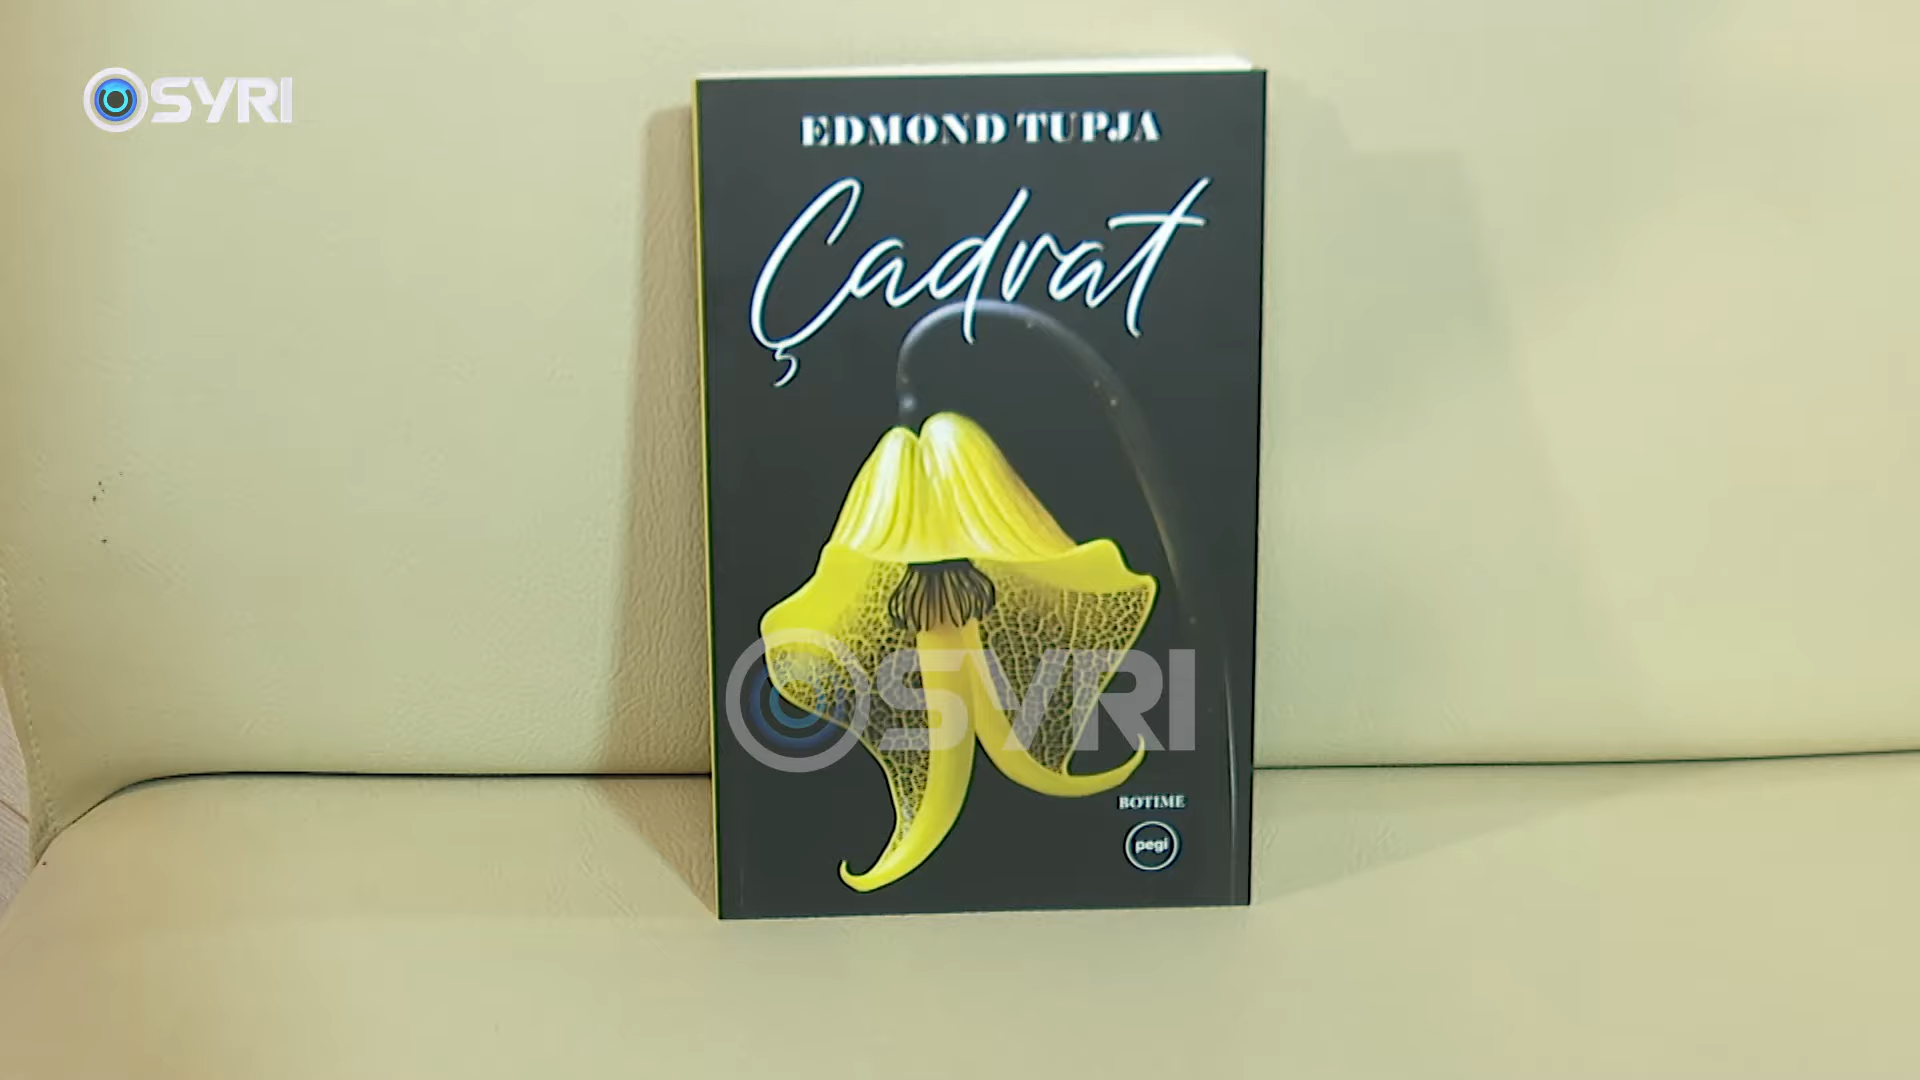 SYRI
EDMOND TUPJA
Çadrat
SYRI
BOTIME
pegi